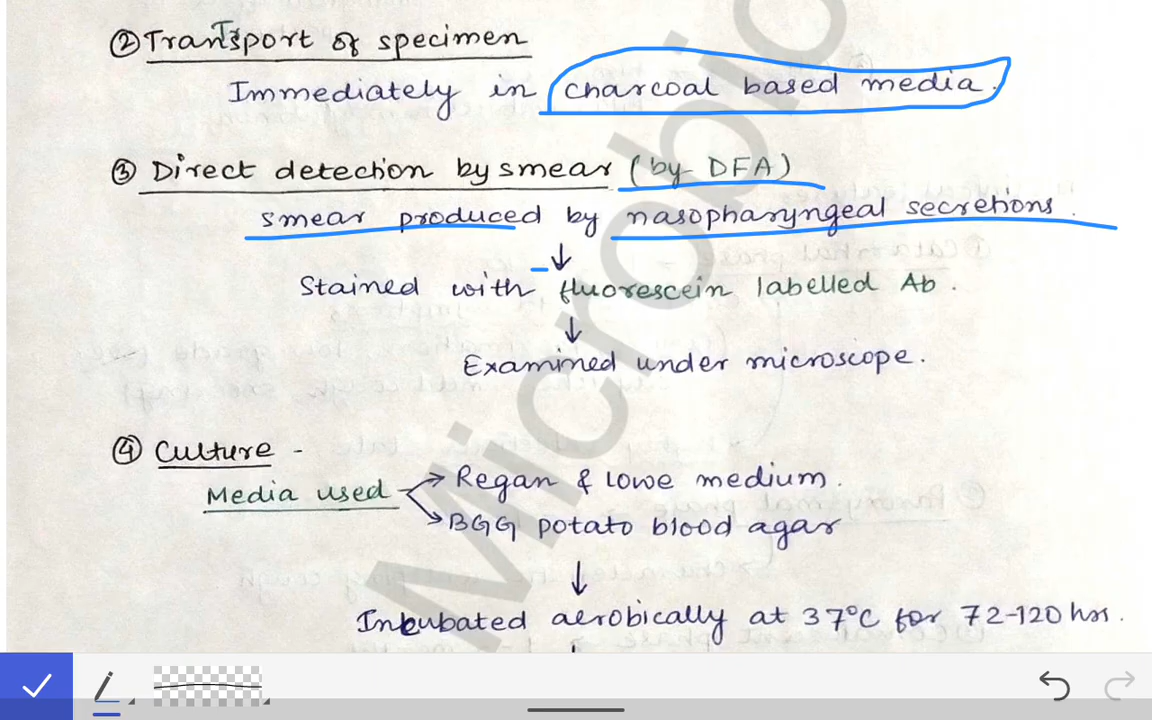 ② Transport of specimen
Immediately in charcoal based media.
③ Direct detection by smear (by DFA)
smear produced by nasopharyngeal secretions.
↓
Stained with fluorescein labelled Ab.
↓
Examined under microscope.
④ Culture -
Media used → Regan & Lowe medium.
→ BGG potato blood agar
↓
Incubated aerobically at 37°C for 72-120 hrs.
Microbio